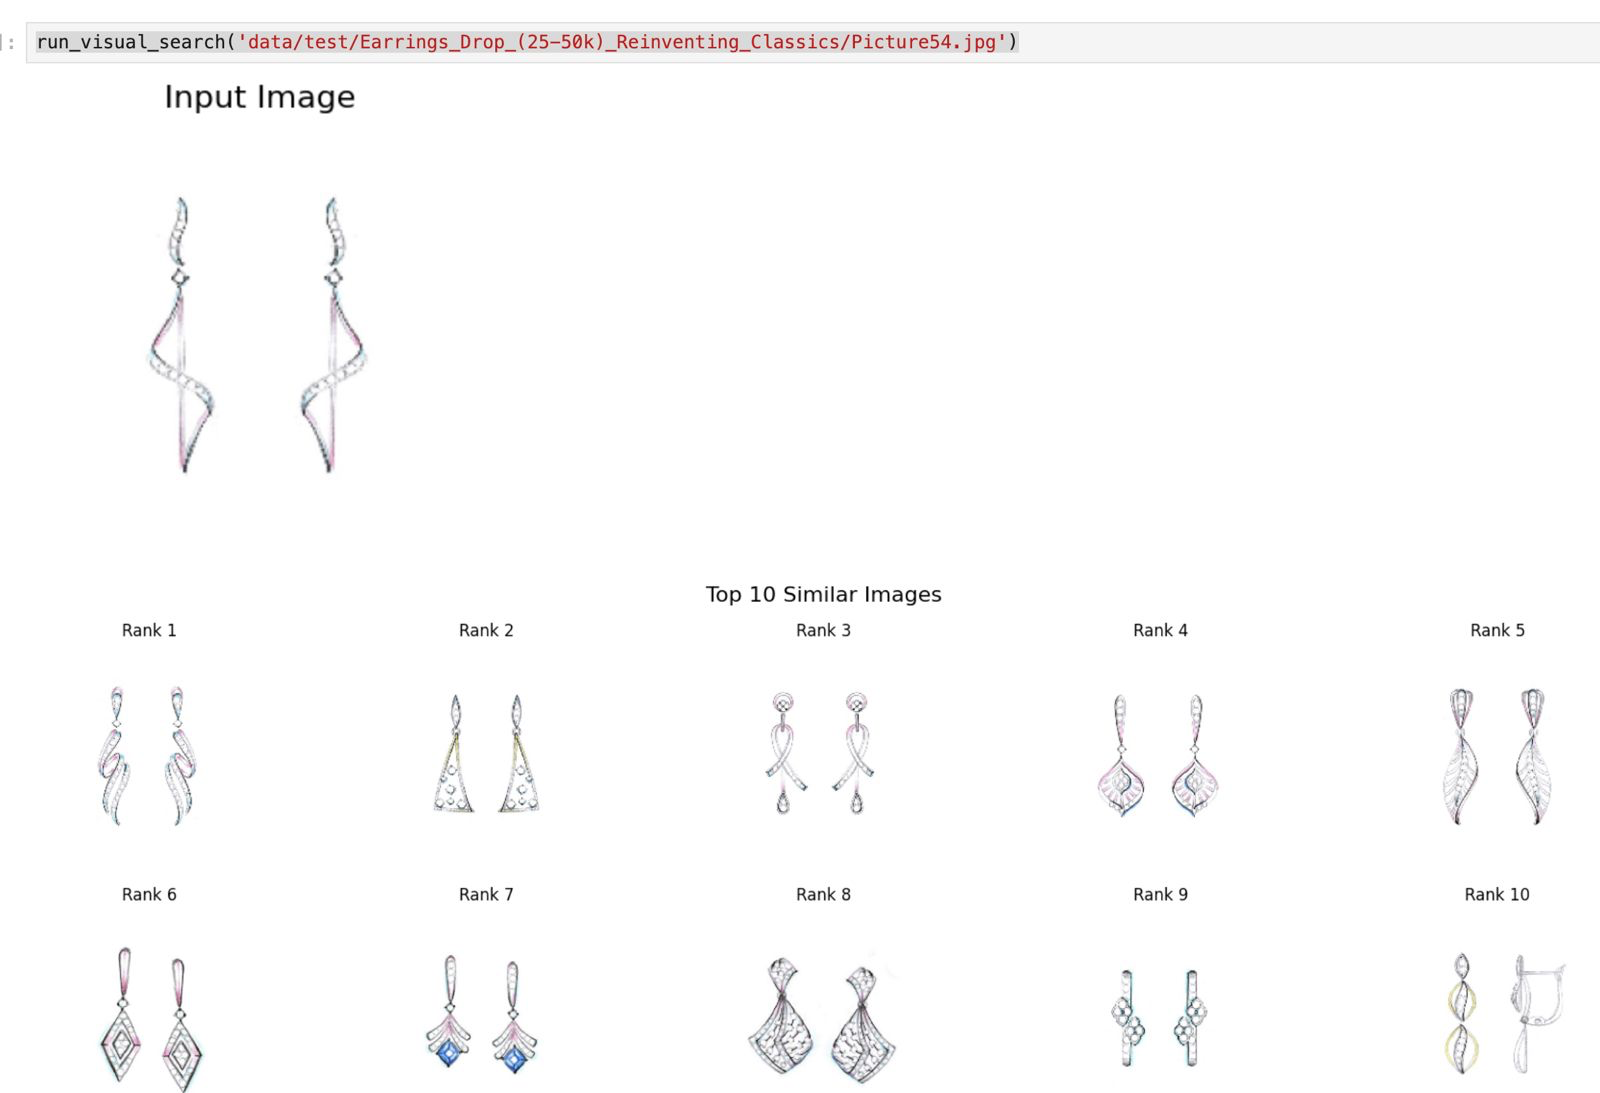 ]:
run_visual_search('data/test/Earrings_Drop_(25-50k)_Reinventing_Classics/Picture54.jpg')
Input Image
Top 10 Similar Images
Rank 1
Rank 2
Rank 3
Rank 4
Rank 5
Rank 6
Rank 7
Rank 8
Rank 9
Rank 10